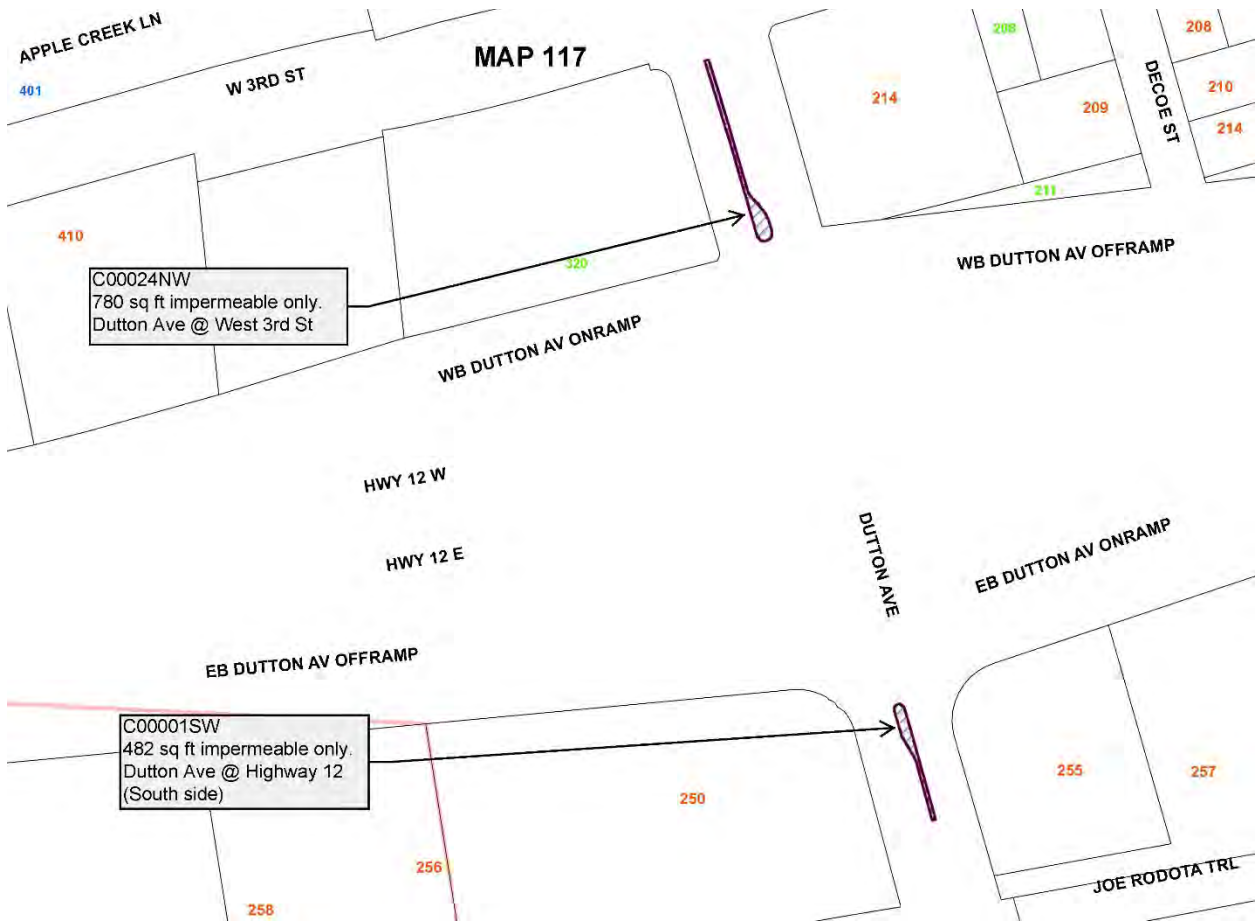 APPLE CREEK LN
401
W 3RD ST
MAP 117
208
208
DECOE ST
210
214
209
214
211
410
320
C00024NW
780 sq ft impermeable only.
Dutton Ave @ West 3rd St
WB DUTTON AV ONRAMP
WB DUTTON AV OFFRAMP
HWY 12 W
HWY 12 E
DUTTON AVE
EB DUTTON AV ONRAMP
EB DUTTON AV OFFRAMP
C00001SW
482 sq ft impermeable only.
Dutton Ave @ Highway 12
(South side)
250
255
257
256
258
JOE RODOTA TRL